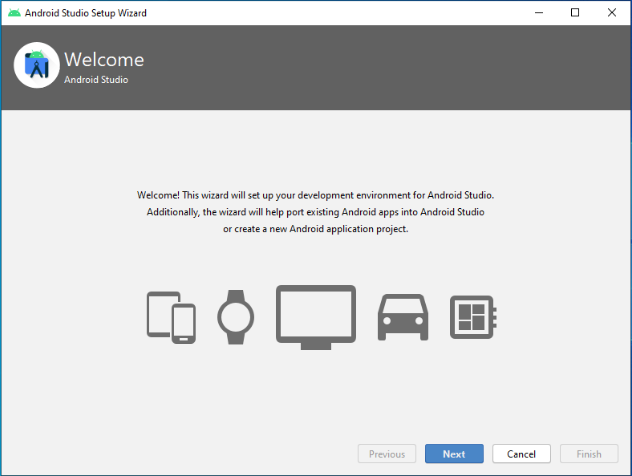 Android Studio Setup Wizard
Welcome
Android Studio
Welcome! This wizard will set up your development environment for Android Studio.
Additionally, the wizard will help port existing Android apps into Android Studio
or create a new Android application project.
Previous
Next
Cancel
Finish